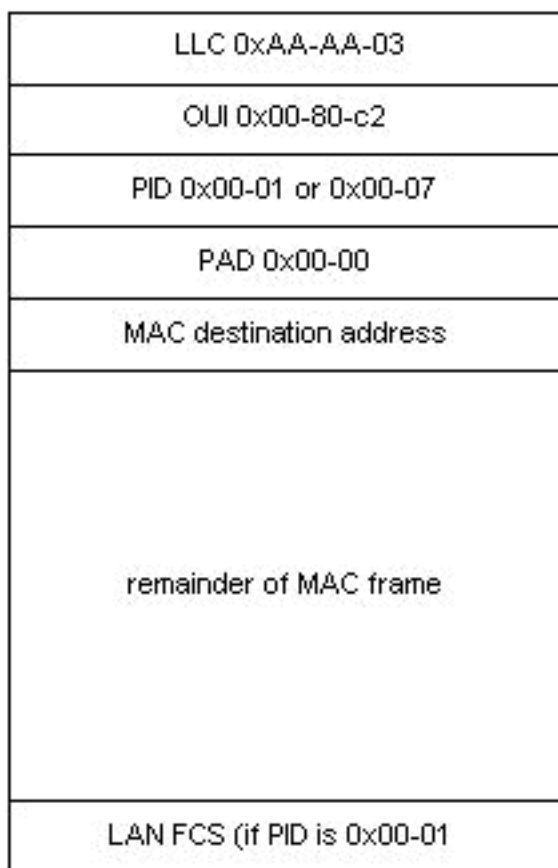 LLC 0xAA-AA-03
OUI 0x00-80-c2
PID 0x00-01 or 0x00-07
PAD 0x00-00
MAC destination address
remainder of MAC frame
LAN FCS (if PID is 0x00-01